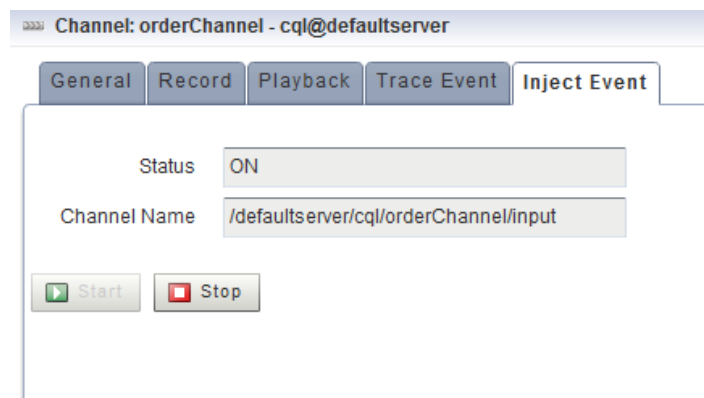 Channel: orderChannel - cql@defaultserver
General Record Playback Trace Event Inject Event
Status ON
Channel Name /defaultserver/cql/orderChannel/input
Start Stop